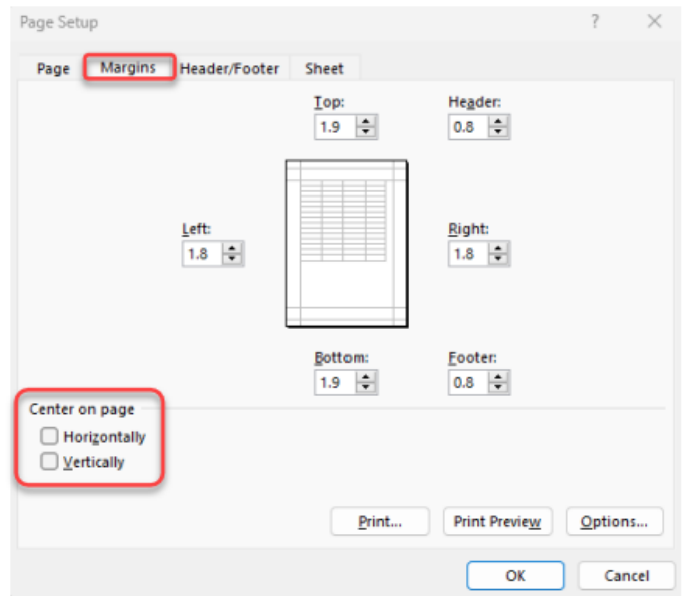 Page Setup ?
Page Margins Header/Footer Sheet
Top: Header:
1.9 0.8
Left: Right:
1.8 1.8
Bottom: Footer:
1.9 0.8
Center on page
Horizontally
Vertically
Print... Print Preview Options...
OK Cancel